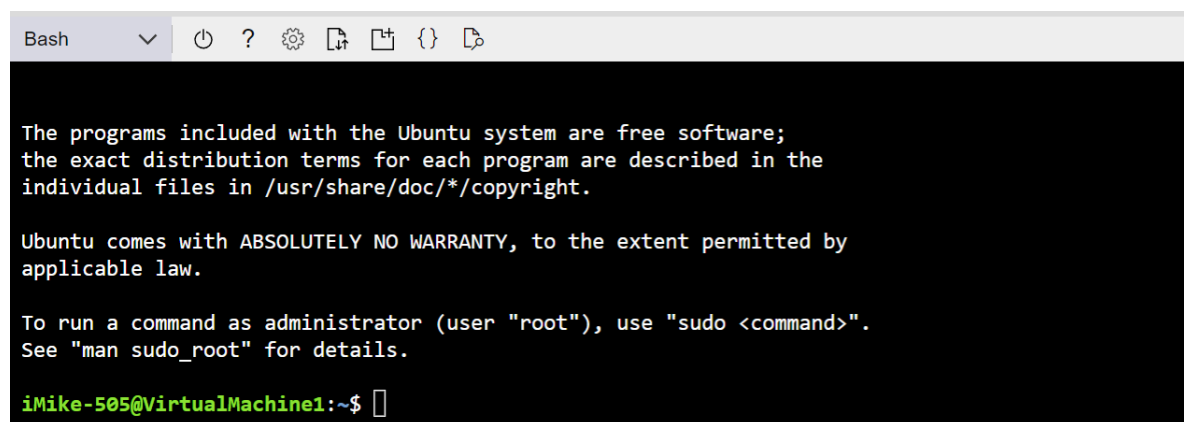 Bash
The programs included with the Ubuntu system are free software;
the exact distribution terms for each program are described in the
individual files in /usr/share/doc/*/copyright.
Ubuntu comes with ABSOLUTELY NO WARRANTY, to the extent permitted by
applicable law.
To run a command as administrator (user "root"), use "sudo <command>".
See "man sudo_root" for details.
iMike-505@VirtualMachine1:~$